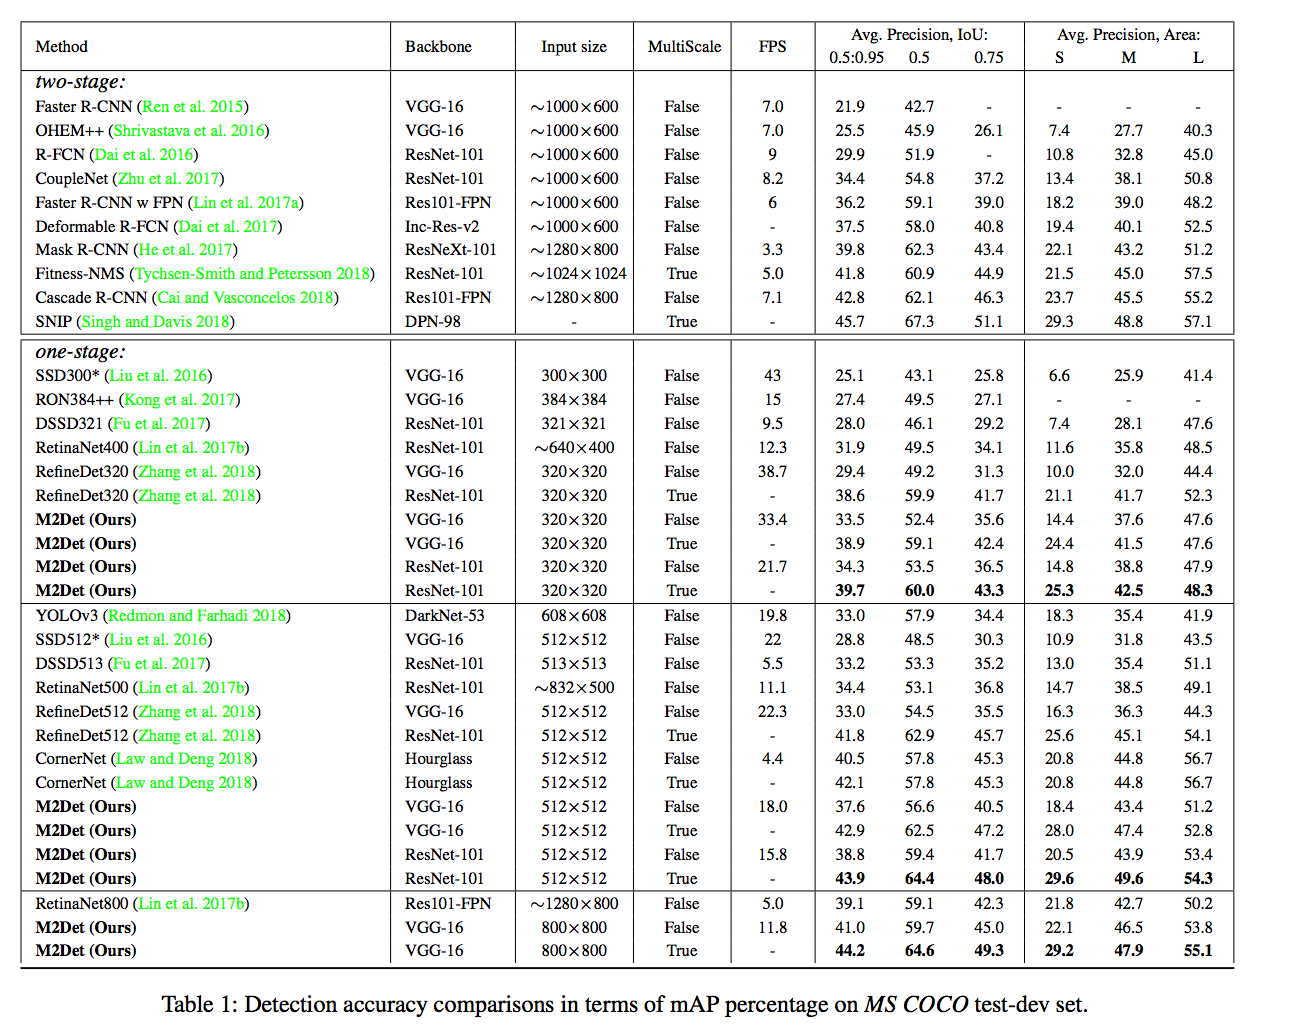 Method Backbone Input size MultiScale FPS Avg. Precision, IoU: Avg. Precision, Area:
0.5:0.95 0.5 0.75 S M L
two-stage:
Faster R-CNN (Ren et al. 2015) VGG-16 ∼1000×600 False 7.0 21.9 42.7 - - - -
OHEM++ (Shrivastava et al. 2016) VGG-16 ∼1000×600 False 7.0 25.5 45.9 26.1 7.4 27.7 40.3
R-FCN (Dai et al. 2016) ResNet-101 ∼1000×600 False 9 29.9 51.9 - 10.8 32.8 45.0
CoupleNet (Zhu et al. 2017) ResNet-101 ∼1000×600 False 8.2 34.4 54.8 37.2 13.4 38.1 50.8
Faster R-CNN w FPN (Lin et al. 2017a) Res101-FPN ∼1000×600 False 6 36.2 59.1 39.0 18.2 39.0 48.2
Deformable R-FCN (Dai et al. 2017) Inc-Res-v2 ∼1000×600 False - 37.5 58.0 40.8 19.4 40.1 52.5
Mask R-CNN (He et al. 2017) ResNeXt-101 ∼1280×800 False 3.3 39.8 62.3 43.4 22.1 43.2 51.2
Fitness-NMS (Tychsen-Smith and Petersson 2018) ResNet-101 ∼1024×1024 True 5.0 41.8 60.9 44.9 21.5 45.0 57.5
Cascade R-CNN (Cai and Vasconcelos 2018) Res101-FPN ∼1280×800 False 7.1 42.8 62.1 46.3 23.7 45.5 55.2
SNIP (Singh and Davis 2018) DPN-98 - True - 45.7 67.3 51.1 29.3 48.8 57.1
one-stage:
SSD300* (Liu et al. 2016) VGG-16 300×300 False 43 25.1 43.1 25.8 6.6 25.9 41.4
RON384++ (Kong et al. 2017) VGG-16 384×384 False 15 27.4 49.5 27.1 - - -
DSSD321 (Fu et al. 2017) ResNet-101 321×321 False 9.5 28.0 46.1 29.2 7.4 28.1 47.6
RetinaNet400 (Lin et al. 2017b) ResNet-101 ∼640×400 False 12.3 31.9 49.5 34.1 11.6 35.8 48.5
RefineDet320 (Zhang et al. 2018) VGG-16 320×320 False 38.7 29.4 49.2 31.3 10.0 32.0 44.4
RefineDet320 (Zhang et al. 2018) ResNet-101 320×320 True - 38.6 59.9 41.7 21.1 41.7 52.3
M2Det (Ours) VGG-16 320×320 False 33.4 33.5 52.4 35.6 14.4 37.6 47.6
M2Det (Ours) VGG-16 320×320 True - 38.9 59.1 42.4 24.4 41.5 47.6
M2Det (Ours) ResNet-101 320×320 False 21.7 34.3 53.5 36.5 14.8 38.8 47.9
M2Det (Ours) ResNet-101 320×320 True - 39.7 60.0 43.3 25.3 42.5 48.3
YOLOv3 (Redmon and Farhadi 2018) DarkNet-53 608×608 False 19.8 33.0 57.9 34.4 18.3 35.4 41.9
SSD512* (Liu et al. 2016) VGG-16 512×512 False 22 28.8 48.5 30.3 10.9 31.8 43.5
DSSD513 (Fu et al. 2017) ResNet-101 513×513 False 5.5 33.2 53.3 35.2 13.0 35.4 51.1
RetinaNet500 (Lin et al. 2017b) ResNet-101 ∼832×500 False 11.1 34.4 53.1 36.8 14.7 38.5 49.1
RefineDet512 (Zhang et al. 2018) VGG-16 512×512 False 22.3 33.0 54.5 35.5 16.3 36.3 44.3
RefineDet512 (Zhang et al. 2018) ResNet-101 512×512 True - 41.8 62.9 45.7 25.6 45.1 54.1
CornerNet (Law and Deng 2018) Hourglass 512×512 False 4.4 40.5 57.8 45.3 20.8 44.8 56.7
CornerNet (Law and Deng 2018) Hourglass 512×512 True - 42.1 57.8 45.3 20.8 44.8 56.7
M2Det (Ours) VGG-16 512×512 False 18.0 37.6 56.6 40.5 18.4 43.4 51.2
M2Det (Ours) VGG-16 512×512 True - 42.9 62.5 47.2 28.0 47.4 52.8
M2Det (Ours) ResNet-101 512×512 False 15.8 38.8 59.4 41.7 20.5 43.9 53.4
M2Det (Ours) ResNet-101 512×512 True - 43.9 64.4 48.0 29.6 49.6 54.3
RetinaNet800 (Lin et al. 2017b) Res101-FPN ∼1280×800 False 5.0 39.1 59.1 42.3 21.8 42.7 50.2
M2Det (Ours) VGG-16 800×800 False 11.8 41.0 59.7 45.0 22.1 46.5 53.8
M2Det (Ours) VGG-16 800×800 True - 44.2 64.6 49.3 29.2 47.9 55.1
Table 1: Detection accuracy comparisons in terms of mAP percentage on MS COCO test-dev set.